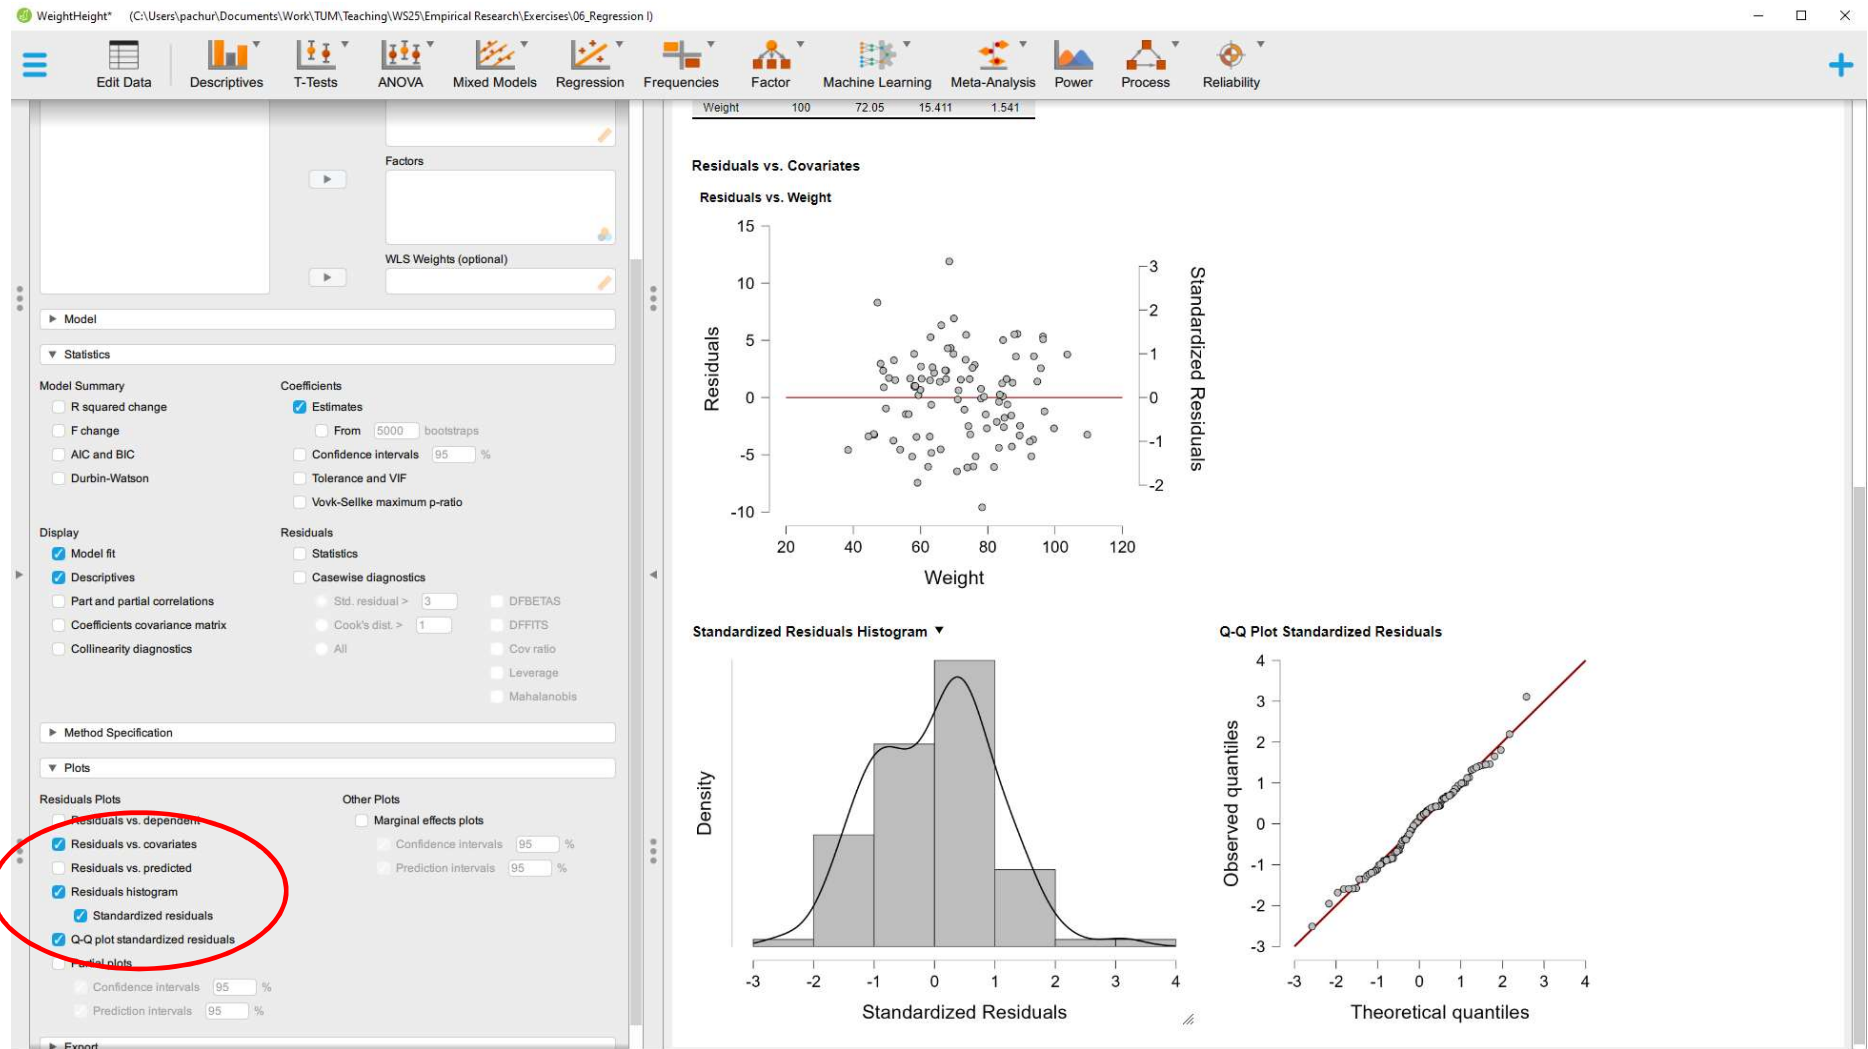 WeightHeight* (C:\Users\pachur\Documents\Work\TUM\Teaching\WS25\Empirical Research\Exercises\06_Regression I)
Edit Data Descriptives T-Tests ANOVA Mixed Models Regression Frequencies Factor Machine Learning Meta-Analysis Power Process Reliability
Factors
WLS Weights (optional)
Model
Statistics
Model Summary
R squared change
F change
AIC and BIC
Durbin-Watson
Coefficients
Estimates
From 5000 bootstraps
Confidence intervals 95 %
Tolerance and VIF
Vovk-Sellke maximum p-ratio
Display
Model fit
Descriptives
Part and partial correlations
Coefficients covariance matrix
Collinearity diagnostics
Residuals
Statistics
Casewise diagnostics
Std. residual > 3
Cook's dist. > 1
All
DFBETAS
DFFITS
Cov ratio
Leverage
Mahalanobis
Method Specification
Plots
Residuals Plots
Residuals vs. dependent
Residuals vs. covariates
Residuals vs. predicted
Residuals histogram
Standardized residuals
Q-Q plot standardized residuals
Partial plots
Confidence intervals 95 %
Prediction intervals 95 %
Other Plots
Marginal effects plots
Confidence intervals 95 %
Prediction intervals 95 %
Export
Weight 100 72.05 15.411 1.541
Residuals vs. Covariates
Residuals vs. Weight
15
10
5
0
-5
-10
Residuals
3
2
1
0
-1
-2
Standardized Residuals
20 40 60 80 100 120
Weight
Standardized Residuals Histogram
Density
-3 -2 -1 0 1 2 3 4
Standardized Residuals
Q-Q Plot Standardized Residuals
4
3
2
1
0
-1
-2
-3
Observed quantiles
-3 -2 -1 0 1 2 3 4
Theoretical quantiles